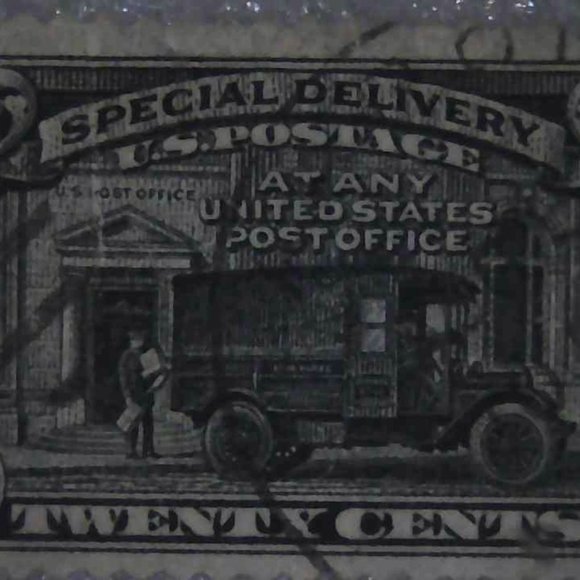 SPECIAL DELIVERY
U.S. POSTAGE
AT ANY
UNITED STATES
POST OFFICE
U.S. POST OFFICE
TWENTY CENTS